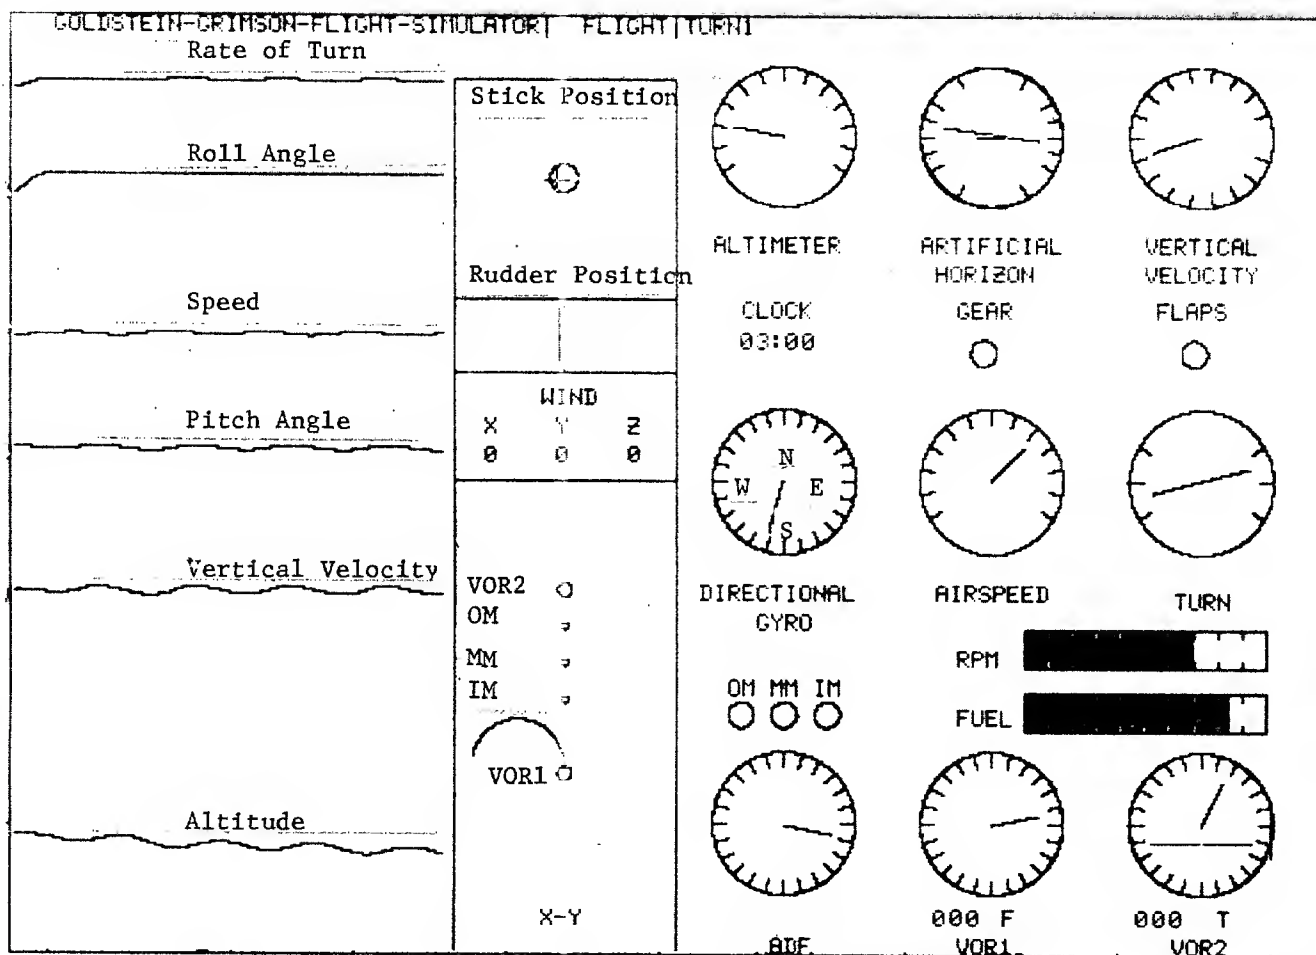 GOLDSTEIN-CRIMSON-FLIGHT-SIMULATOR| FLIGHT|TURN1
Rate of Turn
Roll Angle
Speed
Pitch Angle
Vertical Velocity
Altitude
Stick Position
Rudder Position
WIND
X Y Z
0 0 0
VOR2
OM
MM
IM
VOR1
X-Y
ALTIMETER
ARTIFICIAL
HORIZON
VERTICAL
VELOCITY
CLOCK
03:00
GEAR
FLAPS
N
W E
S
DIRECTIONAL
GYRO
AIRSPEED
TURN
RPM
FUEL
OM MM IM
ADF
000 F
VOR1
000 T
VOR2